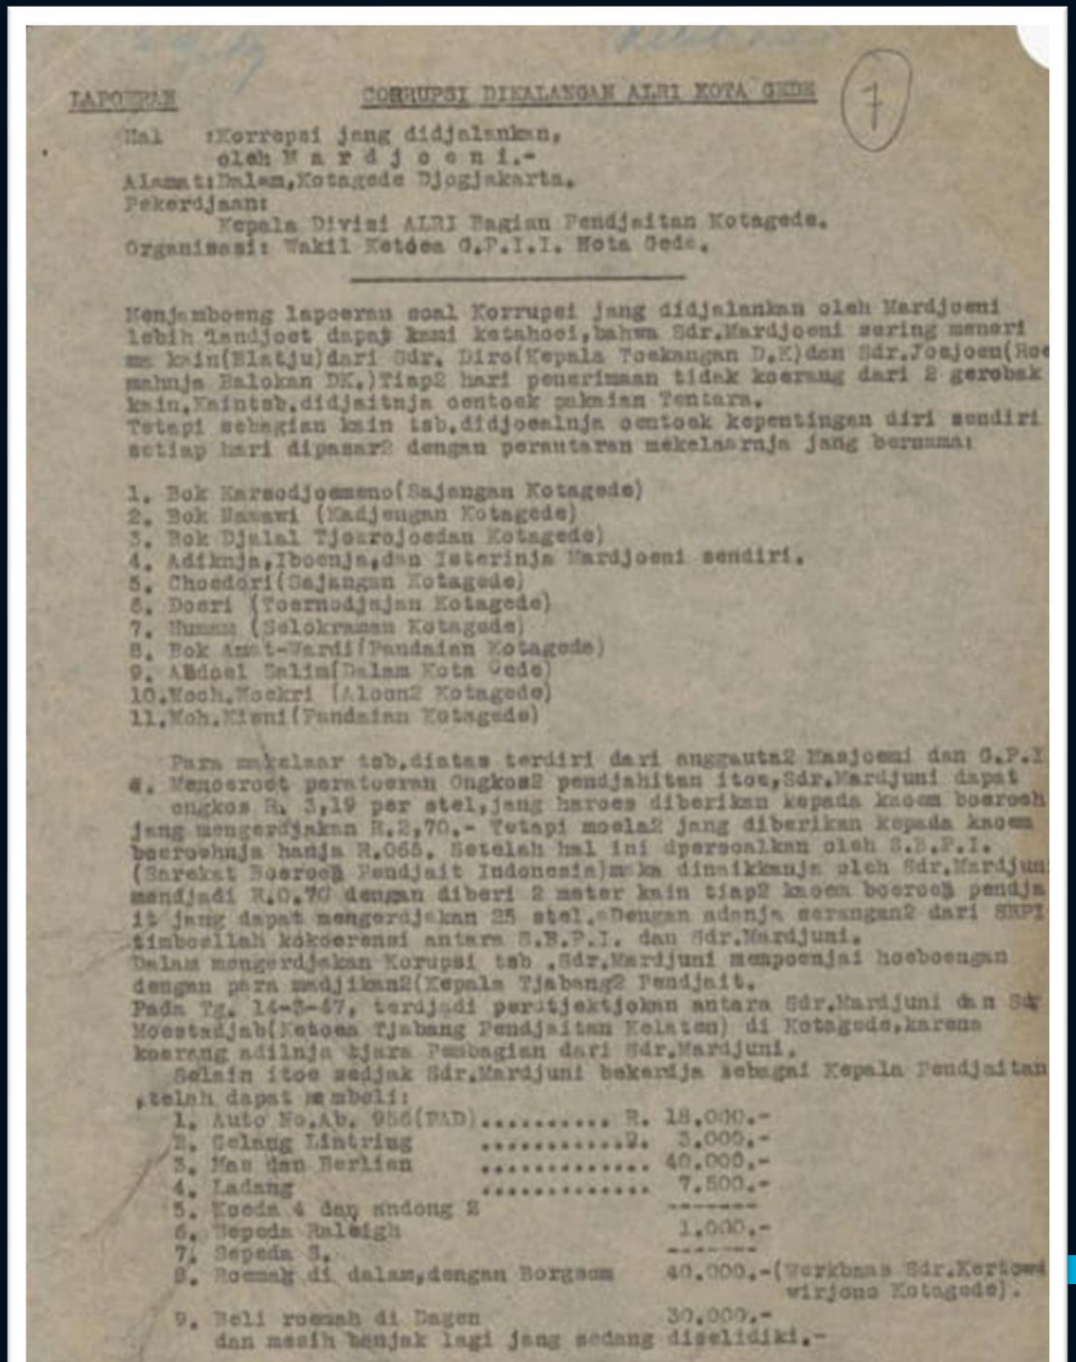 LAPOERAN CORRUPSI DIKALANGAN ALRI KOTA GEDE
7
Hal :Korrupsi jang didjalankan,
oleh M a r d j o e n i.-
Alamat:Dalam,Kotagede Djogjakarta.
Pekerdjaan:
Kepala Divisi ALRI Bagian Pendjaitan Kotagede.
Organisasi: Wakil Ketoea G.P.I.I. Kota Gede.
Menjamboeng lapoeran soal Korrupsi jang didjalankan oleh Mardjoeni
lebih landjoet dapat kami ketahoei,bahwa Sdr.Mardjoeni sering meneri
ma kain(Blatju)dari Sdr. Diro(Kepala Toekangan D.K)dan Sdr.Joejoen(Roe
mahnja Balokan DK.)Tiap2 hari penerimaan tidak koerang dari 2 gerobak
kain.Kaintsb.didjaitnja oentoek pakaian Tentara.
Tetapi sebagian kain tsb.didjoealnja oentoek kepentingan diri sendiri
setiap hari dipasar2 dengan perantaran mekelaarnja jang bernama:
1. Bok Karsodjoemeno(Sajangan Kotagede)
2. Bok Nawawi (Kadjengan Kotagede)
3. Bok Djalal Tjokrojoedan Kotagede)
4. Adiknja,Iboenja,dan Isterinja Mardjoeni sendiri.
5. Choedori(Sajangan Kotagede)
6. Doeri (Toernodjajan Kotagede)
7. Humam (Selokraman Kotagede)
8. Bok Amat-Wardi(Pandaian Kotagede)
9. Abdoel Salim(Dalam Kota Gede)
10.Moch.Moekri (Aloon2 Kotagede)
11.Moh.Kisni(Pandaian Kotagede)
Para makelaar tsb.diatas terdiri dari anggauta2 Masjoemi dan G.P.I
Menoeroet peratoeran Ongkos2 pendjahitan itoe,Sdr.Mardjuni dapat
ongkos R. 3,19 per stel,jang haroes diberikan kepada kaoem boeroeh
jang mengerdjakan R.2,70.- Tetapi moela2 jang diberikan kepada kaoem
boeroehnja hanja R.065. Setelah hal ini dpersoalkan oleh S.B.P.I.
(Sarekat Boeroeh Pendjait Indonesia)maka dinaikkanja oleh Sdr.Mardjuni
mendjadi R.0.70 dengan diberi 2 meter kain tiap2 kaoem boeroeh pendja
it jang dapat mengerdjakan 25 stel. Dengan adanja serangan2 dari SBPI
timboellah kokoerensi antara S.B.P.I. dan Sdr.Mardjuni.
Dalam mengerdjakan Korupsi tsb .Sdr.Mardjuni mempoenjai hoeboengan
dengan para madjikan2(Kepala Tjabang2 Pendjait.
Pada Tg. 14-3-47, terdjadi pertjektjokan antara Sdr.Mardjuni dan Sdr
Moestadjab(Ketoea Tjabang Pendjaitan Kelaten) di Kotagede,karena
koerang adilnja tjara Pembagian dari Sdr.Mardjuni.
Selain itoe sedjak Sdr.Mardjuni bekerdja sebagai Kepala Pendjaitan
,telah dapat membeli:
1. Auto No.Ab. 956(PAD)........... R. 18.000.-
2. Gelang Lintring ............. 3.000.-
3. Mas dan Berlian ............. 40.000.-
4. Ladang ............. 7.500.-
5. Koeda 4 dan andong 2 -------
6. Sepeda Raleigh 1.000.-
7. Sepeda S. -------
8. Roemah di dalam,dengan Borgsom 40.000.-(Werkbaas Sdr.Kertowi
wirjono Kotagede).
9. Beli roemah di Dagen 30.000.-
dan masih banjak lagi jang sedang diselidiki.-